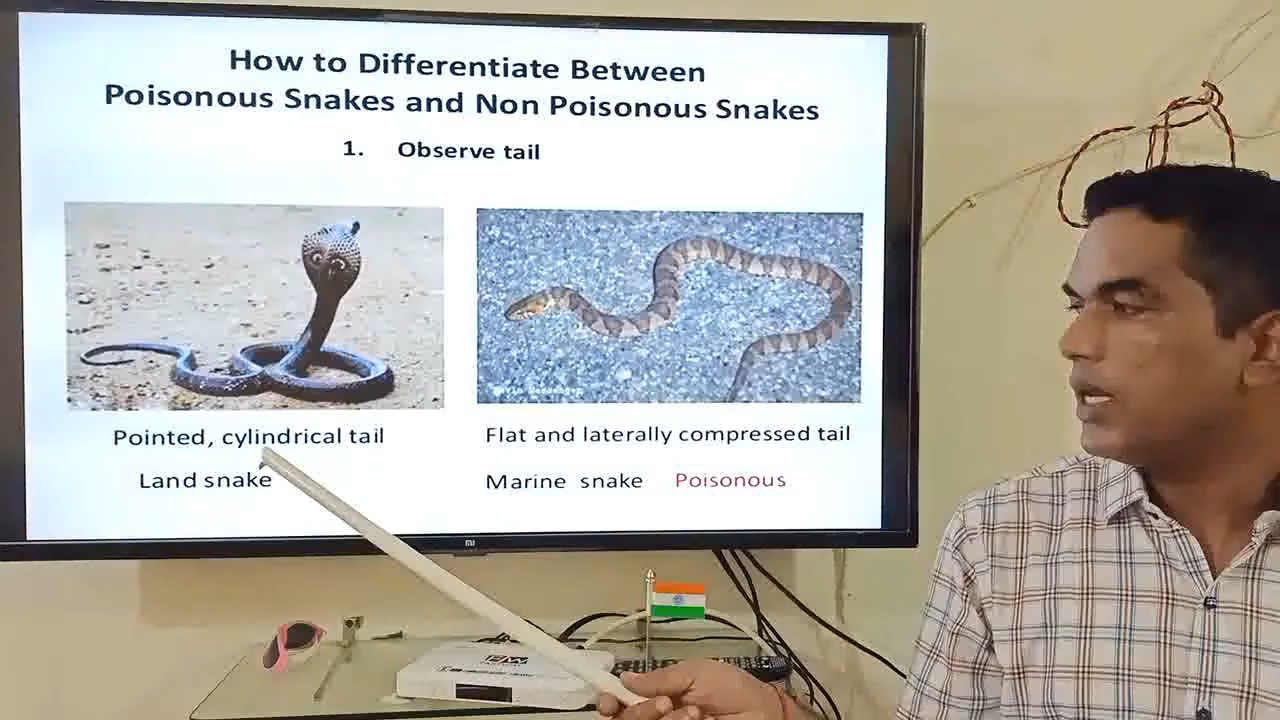 How to Differentiate Between
Poisonous Snakes and Non Poisonous Snakes
1. Observe tail
Pointed, cylindrical tail
Flat and laterally compressed tail
Land snake
Marine snake Poisonous
mi